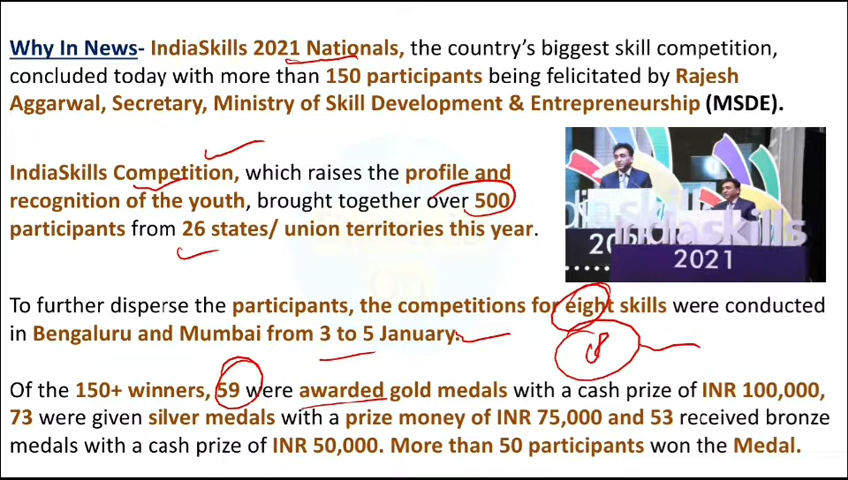 Why In News- IndiaSkills 2021 Nationals, the country's biggest skill competition,
concluded today with more than 150 participants being felicitated by Rajesh
Aggarwal, Secretary, Ministry of Skill Development & Entrepreneurship (MSDE).
IndiaSkills Competition, which raises the profile and
recognition of the youth, brought together over 500
participants from 26 states/ union territories this year.
indiaskills
2021
To further disperse the participants, the competitions for eight skills were conducted
in Bengaluru and Mumbai from 3 to 5 January.
8
Of the 150+ winners, 59 were awarded gold medals with a cash prize of INR 100,000,
73 were given silver medals with a prize money of INR 75,000 and 53 received bronze
medals with a cash prize of INR 50,000. More than 50 participants won the Medal.